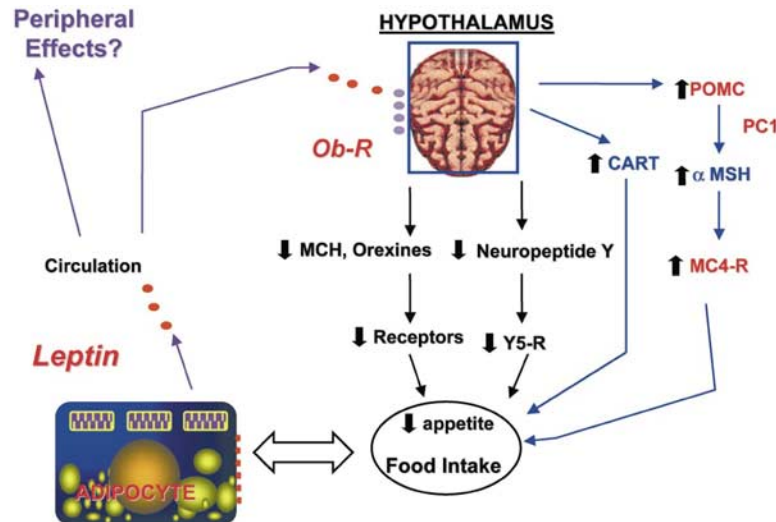 Peripheral
Effects?
HYPOTHALAMUS
Ob-R
POMC
PC1
CART
α MSH
MC4-R
MCH, Orexines
Neuropeptide Y
Circulation
Receptors
Y5-R
Leptin
appetite
Food Intake
ADIPOCYTE